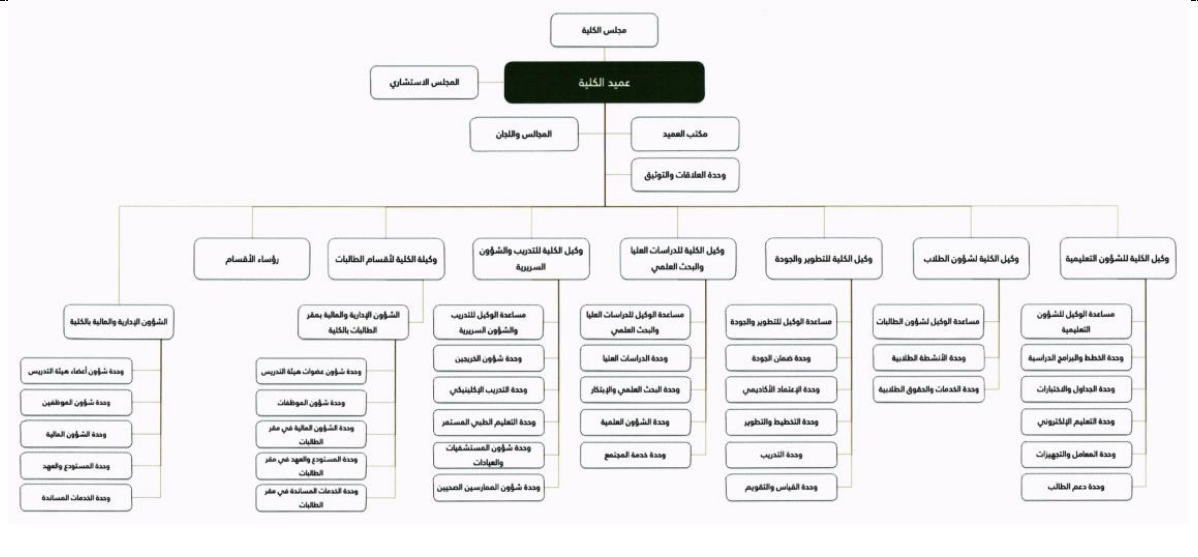 مجلس الكلية
عميد الكلية
المجلس الاستشاري
مكتب العميد
المجالس واللجان
وحدة العلاقات والتوثيق
وكيل الكلية للشؤون التعليمية
مساعدة الوكيل للشؤون
التعليمية
وحدة الخطط والبرامج الدراسية
وحدة الجداول والاختبارات
وحدة التعليم الإلكتروني
وحدة المعامل والتجهيزات
وحدة دعم الطالب
وكيل الكلية لشؤون الطلاب
مساعدة الوكيل لشؤون الطالبات
وحدة الأنشطة الطلابية
وحدة الخدمات والحقوق الطلابية
وكيل الكلية للتطوير والجودة
مساعدة الوكيل للتطوير والجودة
وحدة ضمان الجودة
وحدة الإعتماد الأكاديمي
وحدة التخطيط والتطوير
وحدة التدريب
وحدة القياس والتقويم
وكيل الكلية للدراسات العليا
والبحث العلمي
مساعدة الوكيل للدراسات العليا
والبحث العلمي
وحدة الدراسات العليا
وحدة البحث العلمي والإبتكار
وحدة الشؤون العلمية
وحدة خدمة المجتمع
وكيل الكلية للتدريب والشؤون
السريرية
مساعدة الوكيل للتدريب
والشؤون السريرية
وحدة شؤون الخريجين
وحدة التدريب الإكلينيكي
وحدة التعليم الطبي المستمر
وحدة شؤون المستشفيات
والعيادات
وحدة شؤون الممارسين الصحيين
وكيلة الكلية لأقسام الطالبات
الشؤون الإدارية والمالية بمقر
الطالبات بالكلية
وحدة شؤون عضوات هيئة التدريس
وحدة شؤون الموظفات
وحدة الشؤون المالية في مقر
الطالبات
وحدة المستودع والعهد في مقر
الطالبات
وحدة الخدمات المساندة في مقر
الطالبات
رؤساء الأقسام
الشؤون الإدارية والمالية بالكلية
وحدة شؤون أعضاء هيئة التدريس
وحدة شؤون الموظفين
وحدة الشؤون المالية
وحدة المستودع والعهد
وحدة الخدمات المساندة